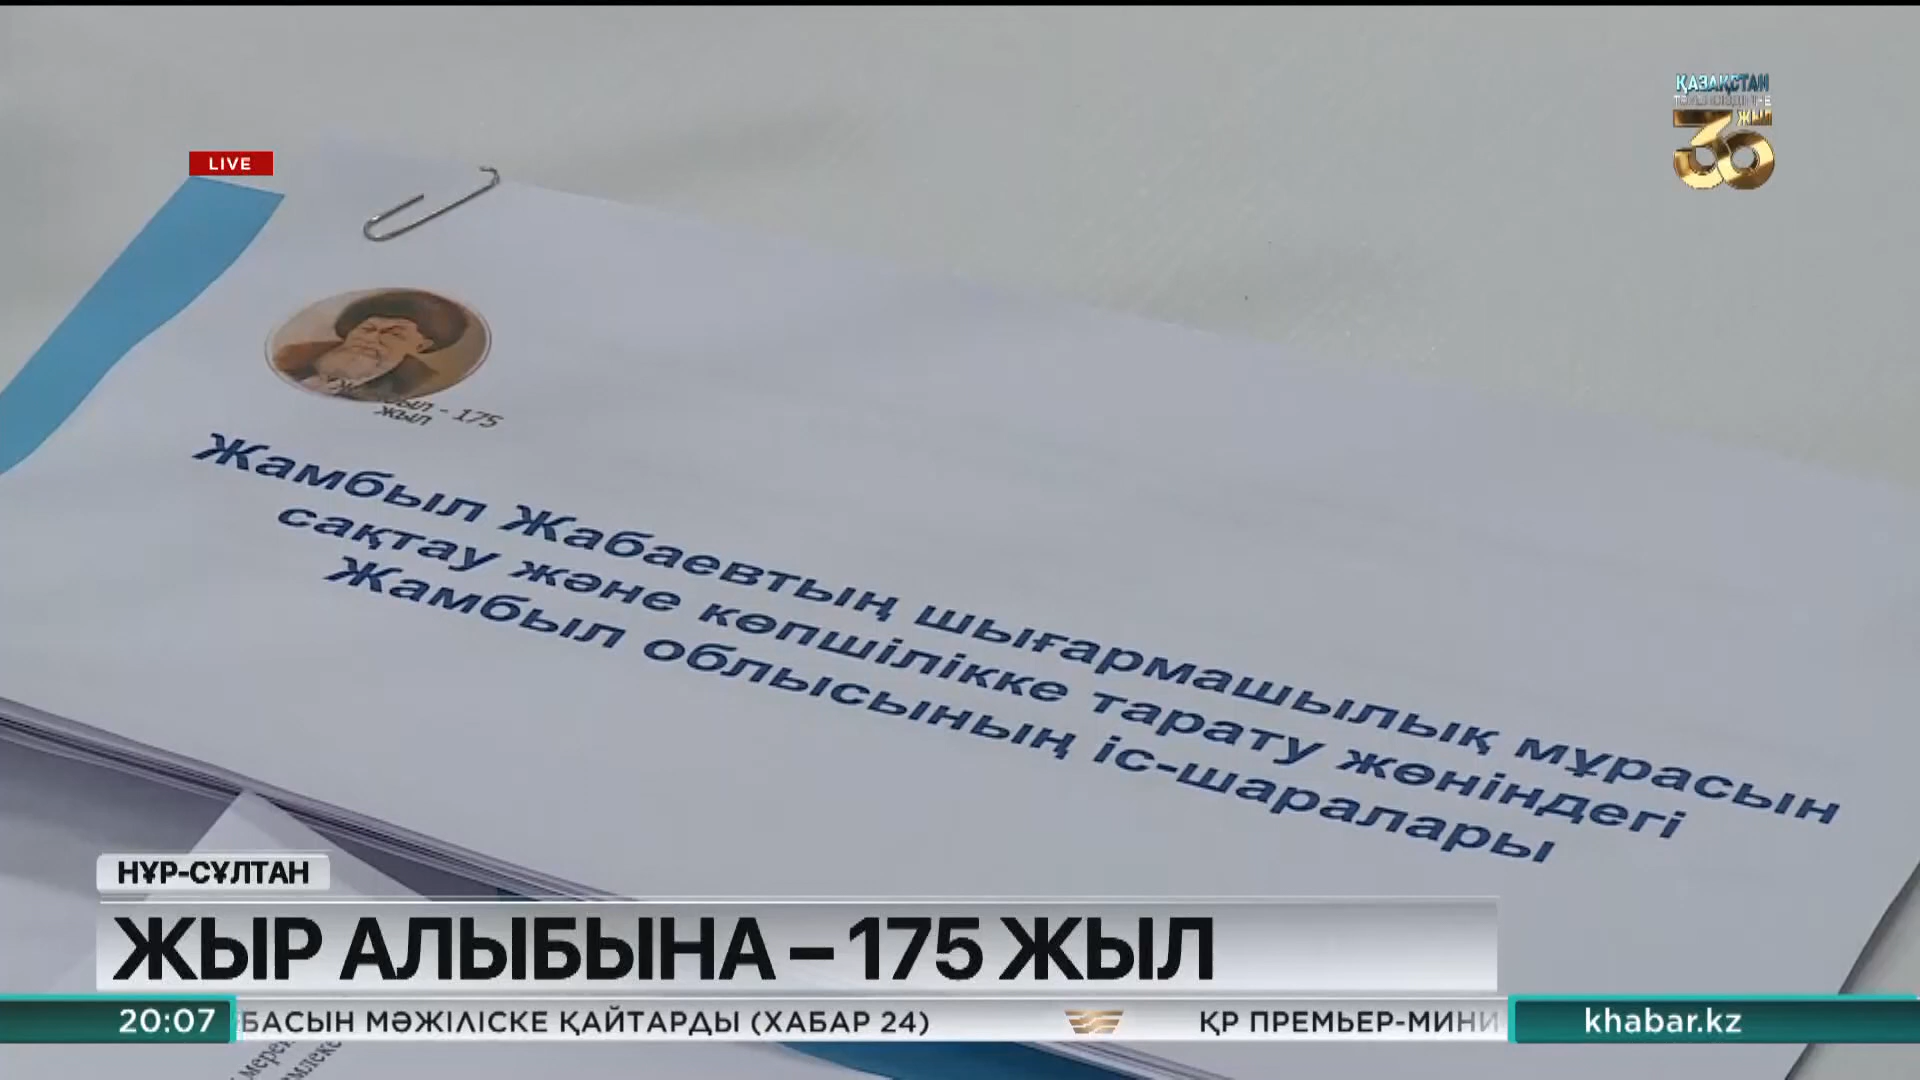 ҚАЗАҚСТАН
ЖЫЛ
30
LIVE
- 175
ЖЫЛ
Жамбыл Жабаевтың шығармашылық мұрасын
сақтау және көпшілікке тарату жөніндегі
Жамбыл облысының іс-шаралары
НҰР-СҰЛТАН
ЖЫР АЛЫБЫНА – 175 ЖЫЛ
20:07
БАСЫН МӘЖІЛІСКЕ ҚАЙТАРДЫ (ХАБАР 24)
ҚР ПРЕМЬЕР-МИНИ
khabar.kz